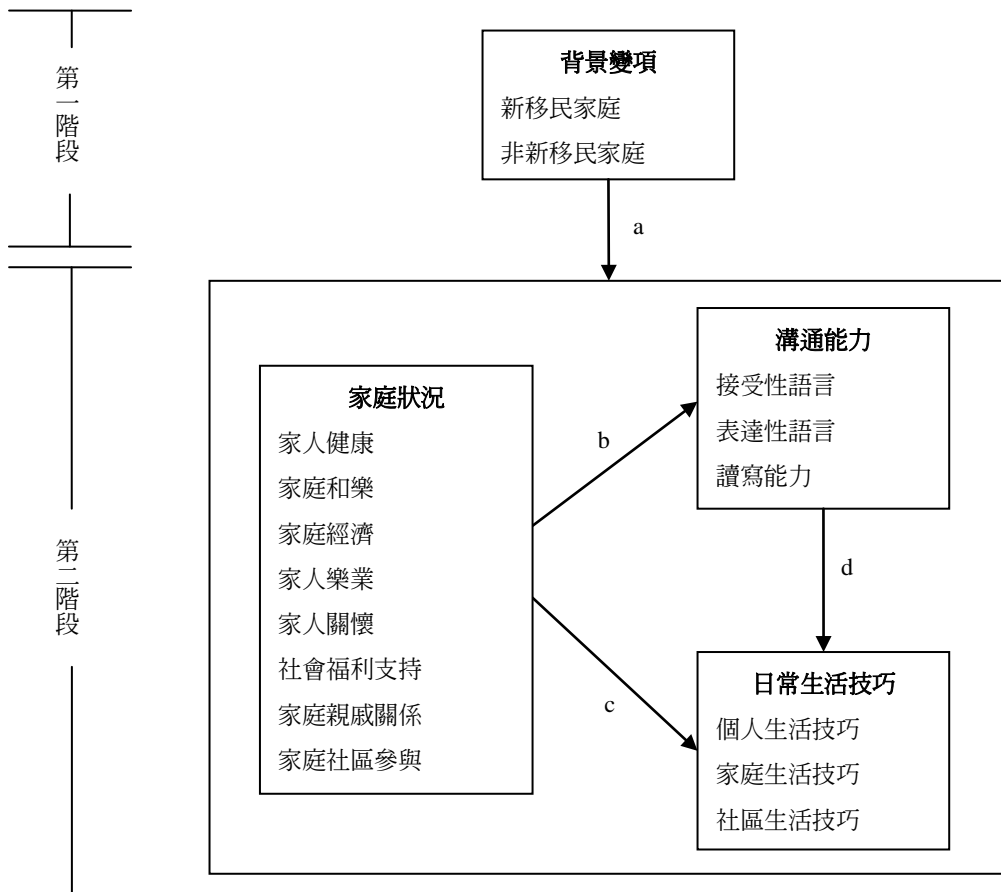 第一階段
背景變項
新移民家庭
非新移民家庭
a
第二階段
家庭狀況
家人健康
家庭和樂
家庭經濟
家人樂業
家人關懷
社會福利支持
家庭親戚關係
家庭社區參與
b
c
溝通能力
接受性語言
表達性語言
讀寫能力
d
日常生活技巧
個人生活技巧
家庭生活技巧
社區生活技巧